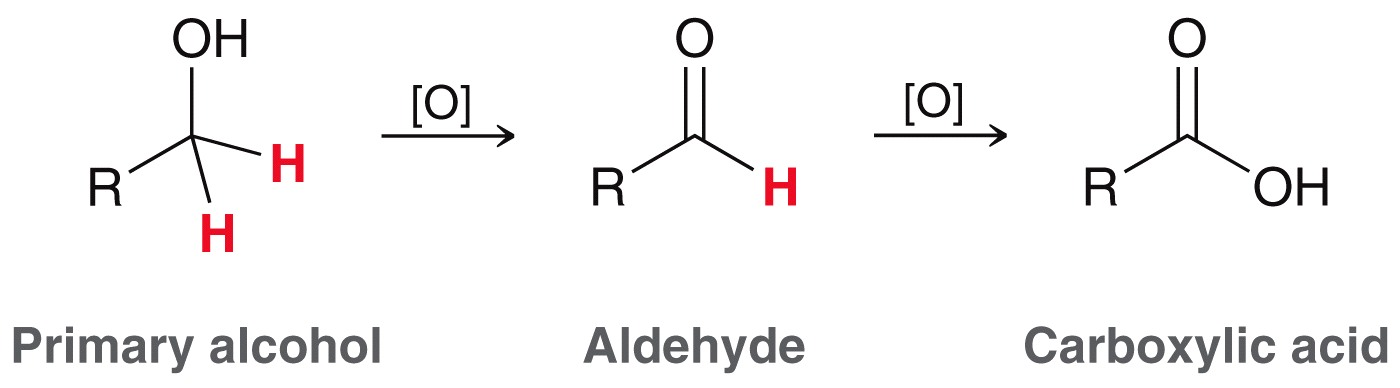 OH
[O]
O
[O]
O
R
H
H
R
H
R
OH
Primary alcohol
Aldehyde
Carboxylic acid